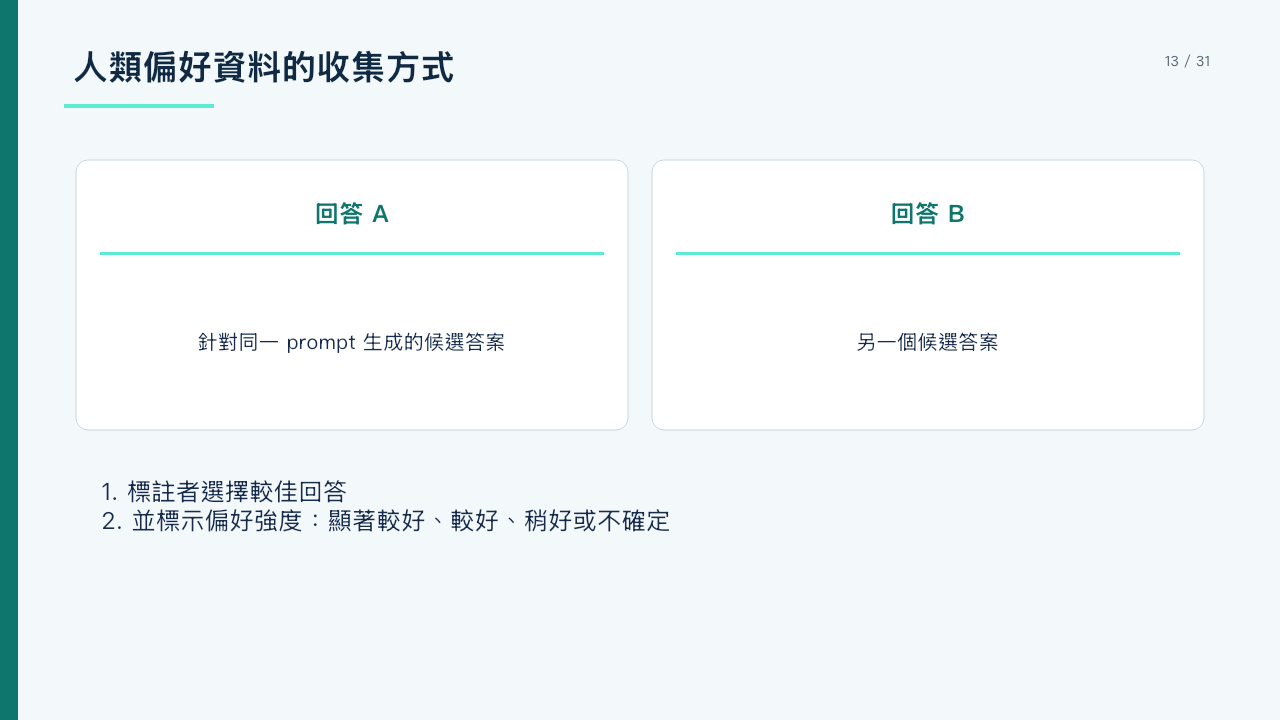 人類偏好資料的收集方式
13 / 31
回答 A
針對同一 prompt 生成的候選答案
回答 B
另一個候選答案
1. 標註者選擇較佳回答
2. 並標示偏好強度：顯著較好、較好、稍好或不確定